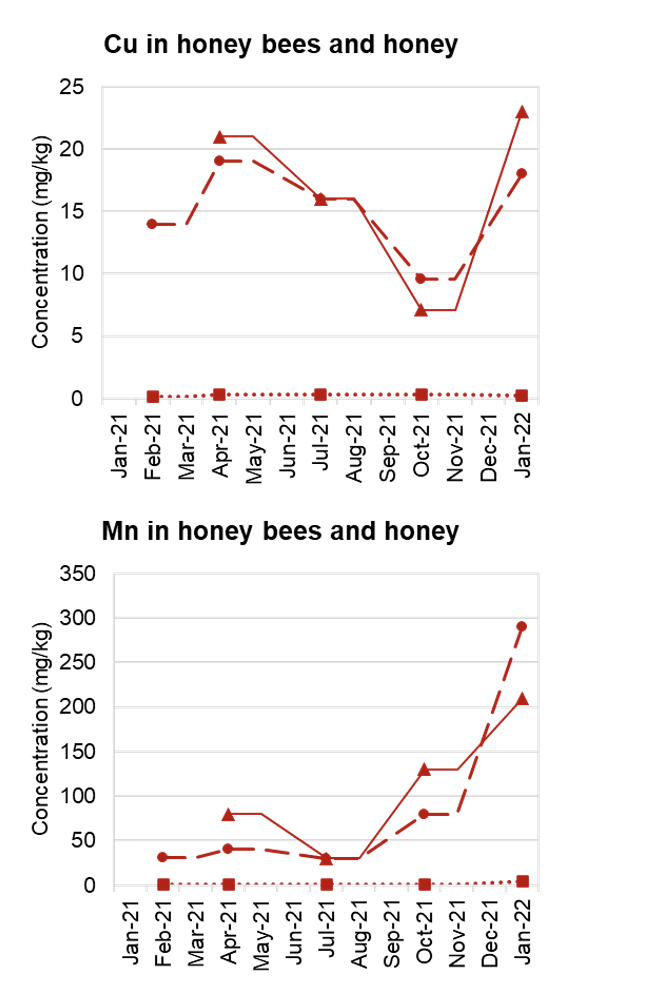 Cu in honey bees and honey
Concentration (mg/kg)
25
20
15
10
5
0
Jan-21
Feb-21
Mar-21
Apr-21
May-21
Jun-21
Jul-21
Aug-21
Sep-21
Oct-21
Nov-21
Dec-21
Jan-22
Mn in honey bees and honey
Concentration (mg/kg)
350
300
250
200
150
100
50
0
Jan-21
Feb-21
Mar-21
Apr-21
May-21
Jun-21
Jul-21
Aug-21
Sep-21
Oct-21
Nov-21
Dec-21
Jan-22